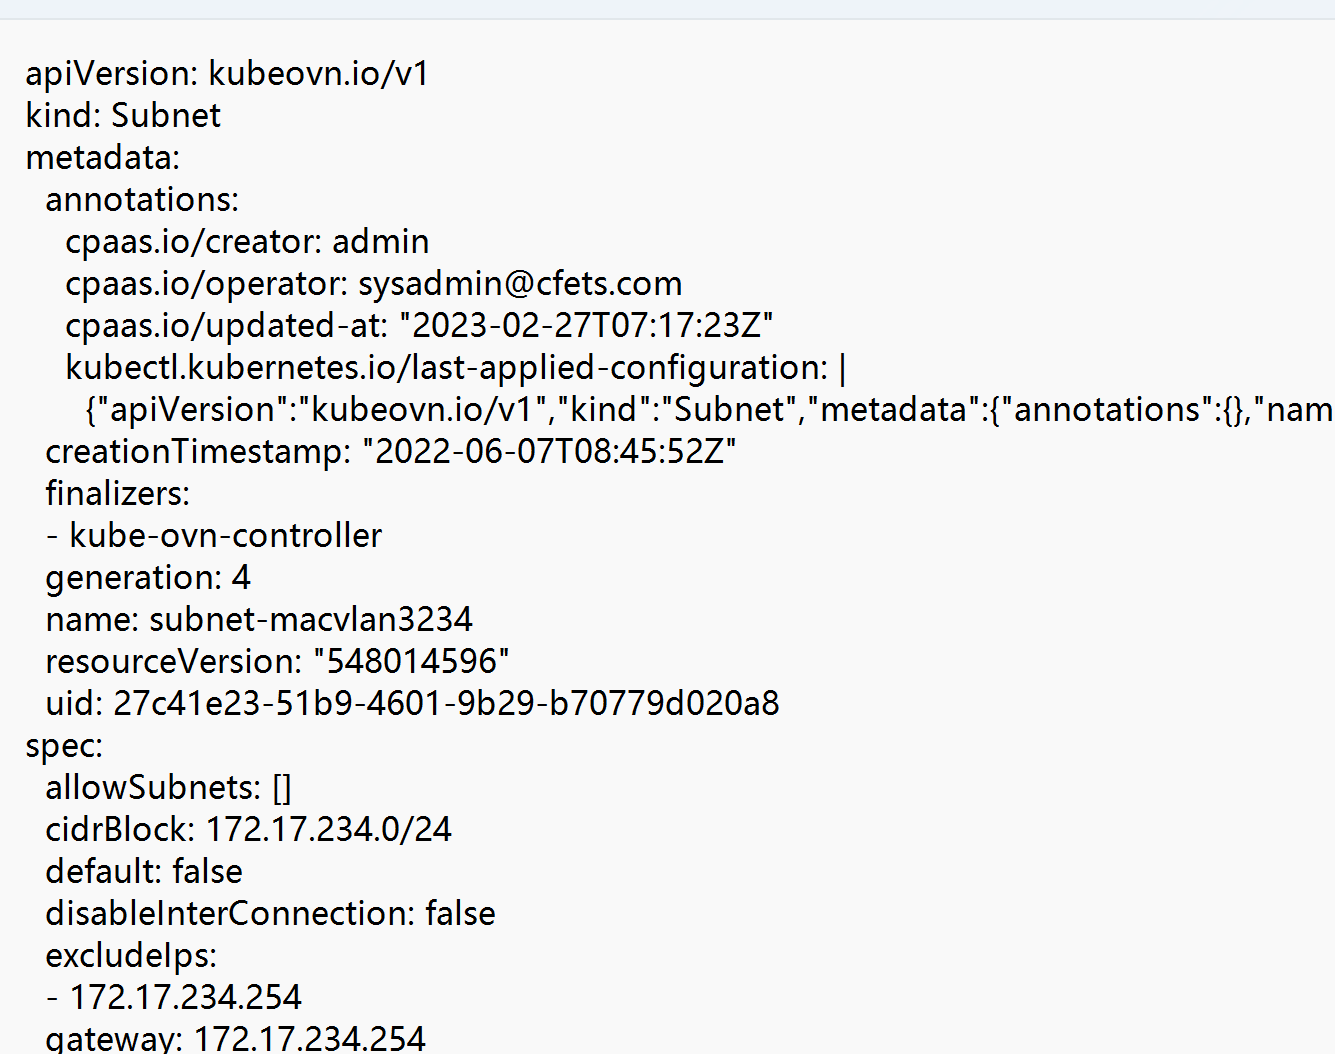 apiVersion: kubeovn.io/v1
kind: Subnet
metadata:
  annotations:
    cpaas.io/creator: admin
    cpaas.io/operator: sysadmin@cfets.com
    cpaas.io/updated-at: "2023-02-27T07:17:23Z"
    kubectl.kubernetes.io/last-applied-configuration: |
      {"apiVersion":"kubeovn.io/v1","kind":"Subnet","metadata":{"annotations":{},"nam
  creationTimestamp: "2022-06-07T08:45:52Z"
  finalizers:
  - kube-ovn-controller
  generation: 4
  name: subnet-macvlan3234
  resourceVersion: "548014596"
  uid: 27c41e23-51b9-4601-9b29-b70779d020a8
spec:
  allowSubnets: []
  cidrBlock: 172.17.234.0/24
  default: false
  disableInterConnection: false
  excludeIps:
  - 172.17.234.254
  gateway: 172.17.234.254